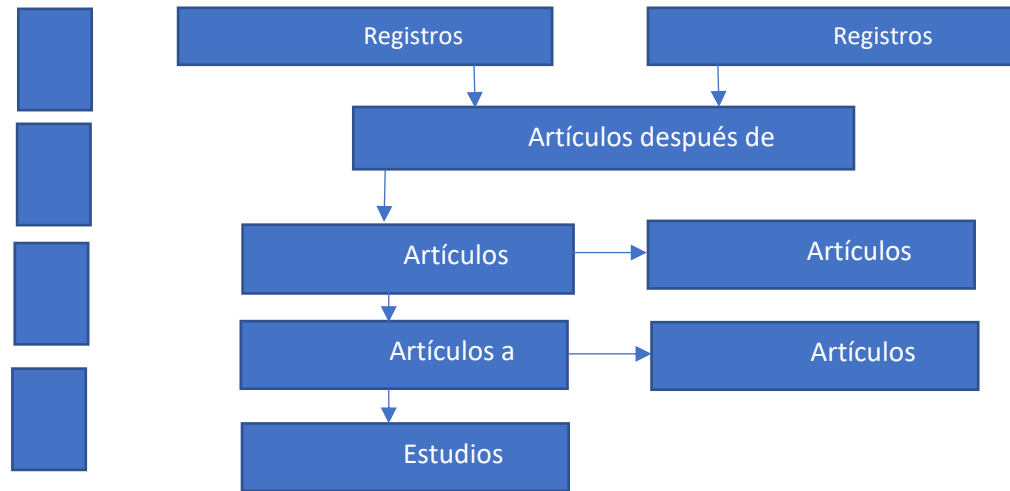 Registros
Registros
Artículos después de
Artículos
Artículos
Artículos a
Artículos
Estudios